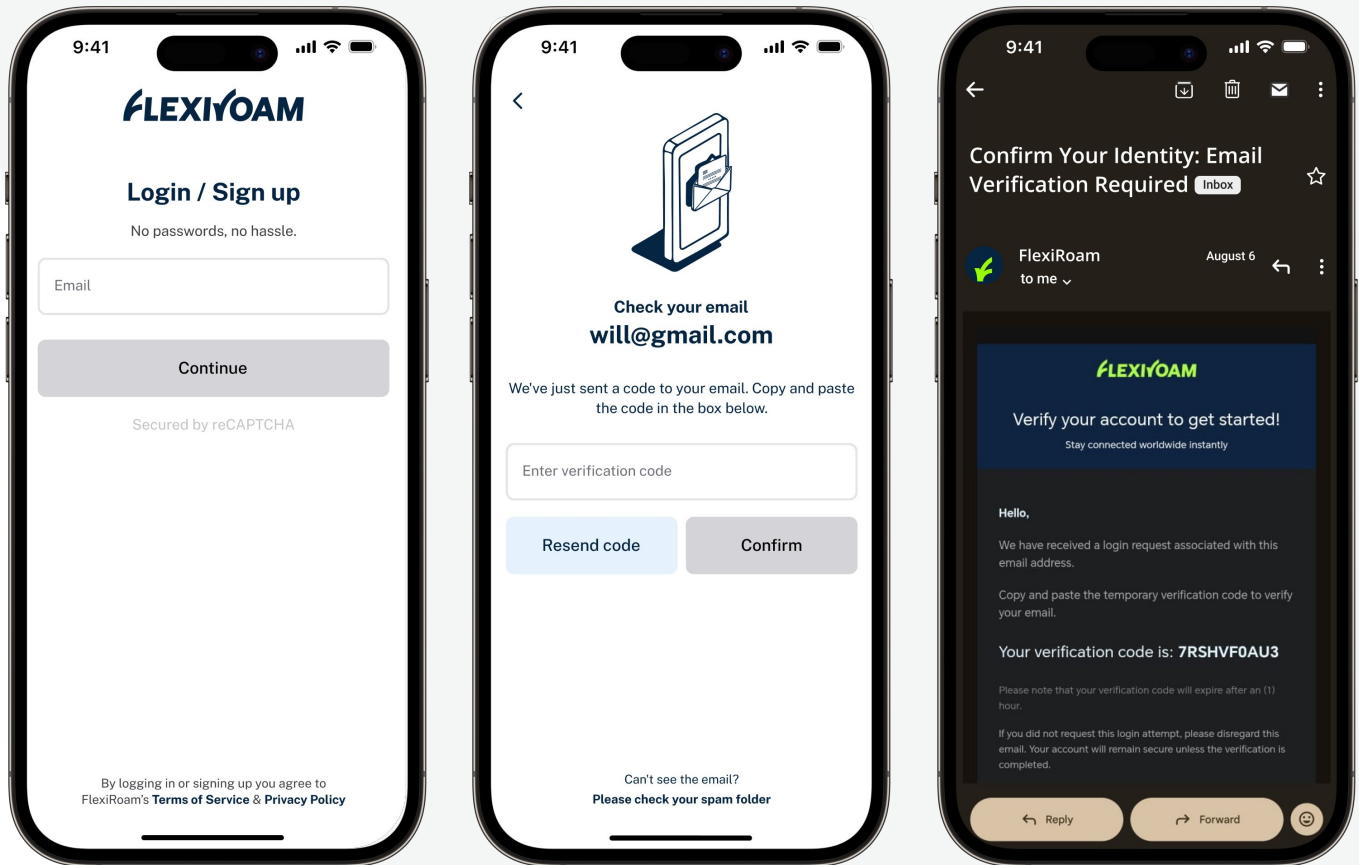 9:41
FLEXIROAM
Login / Sign up
No passwords, no hassle.
Email
Continue
Secured by reCAPTCHA
By logging in or signing up you agree to
FlexiRoam's Terms of Service & Privacy Policy
9:41
Check your email
will@gmail.com
We've just sent a code to your email. Copy and paste
the code in the box below.
Enter verification code
Resend code
Confirm
Can't see the email?
Please check your spam folder
9:41
Confirm Your Identity: Email
Verification Required Inbox
FlexiRoam
August 6
to me
FLEXIROAM
Verify your account to get started!
Stay connected worldwide instantly
Hello,
We have received a login request associated with this
email address.
Copy and paste the temporary verification code to verify
your email.
Your verification code is: 7RSHVF0AU3
Please note that your verification code will expire after an (1)
hour.
If you did not request this login attempt, please disregard this
email. Your account will remain secure unless the verification is
completed.
Reply
Forward